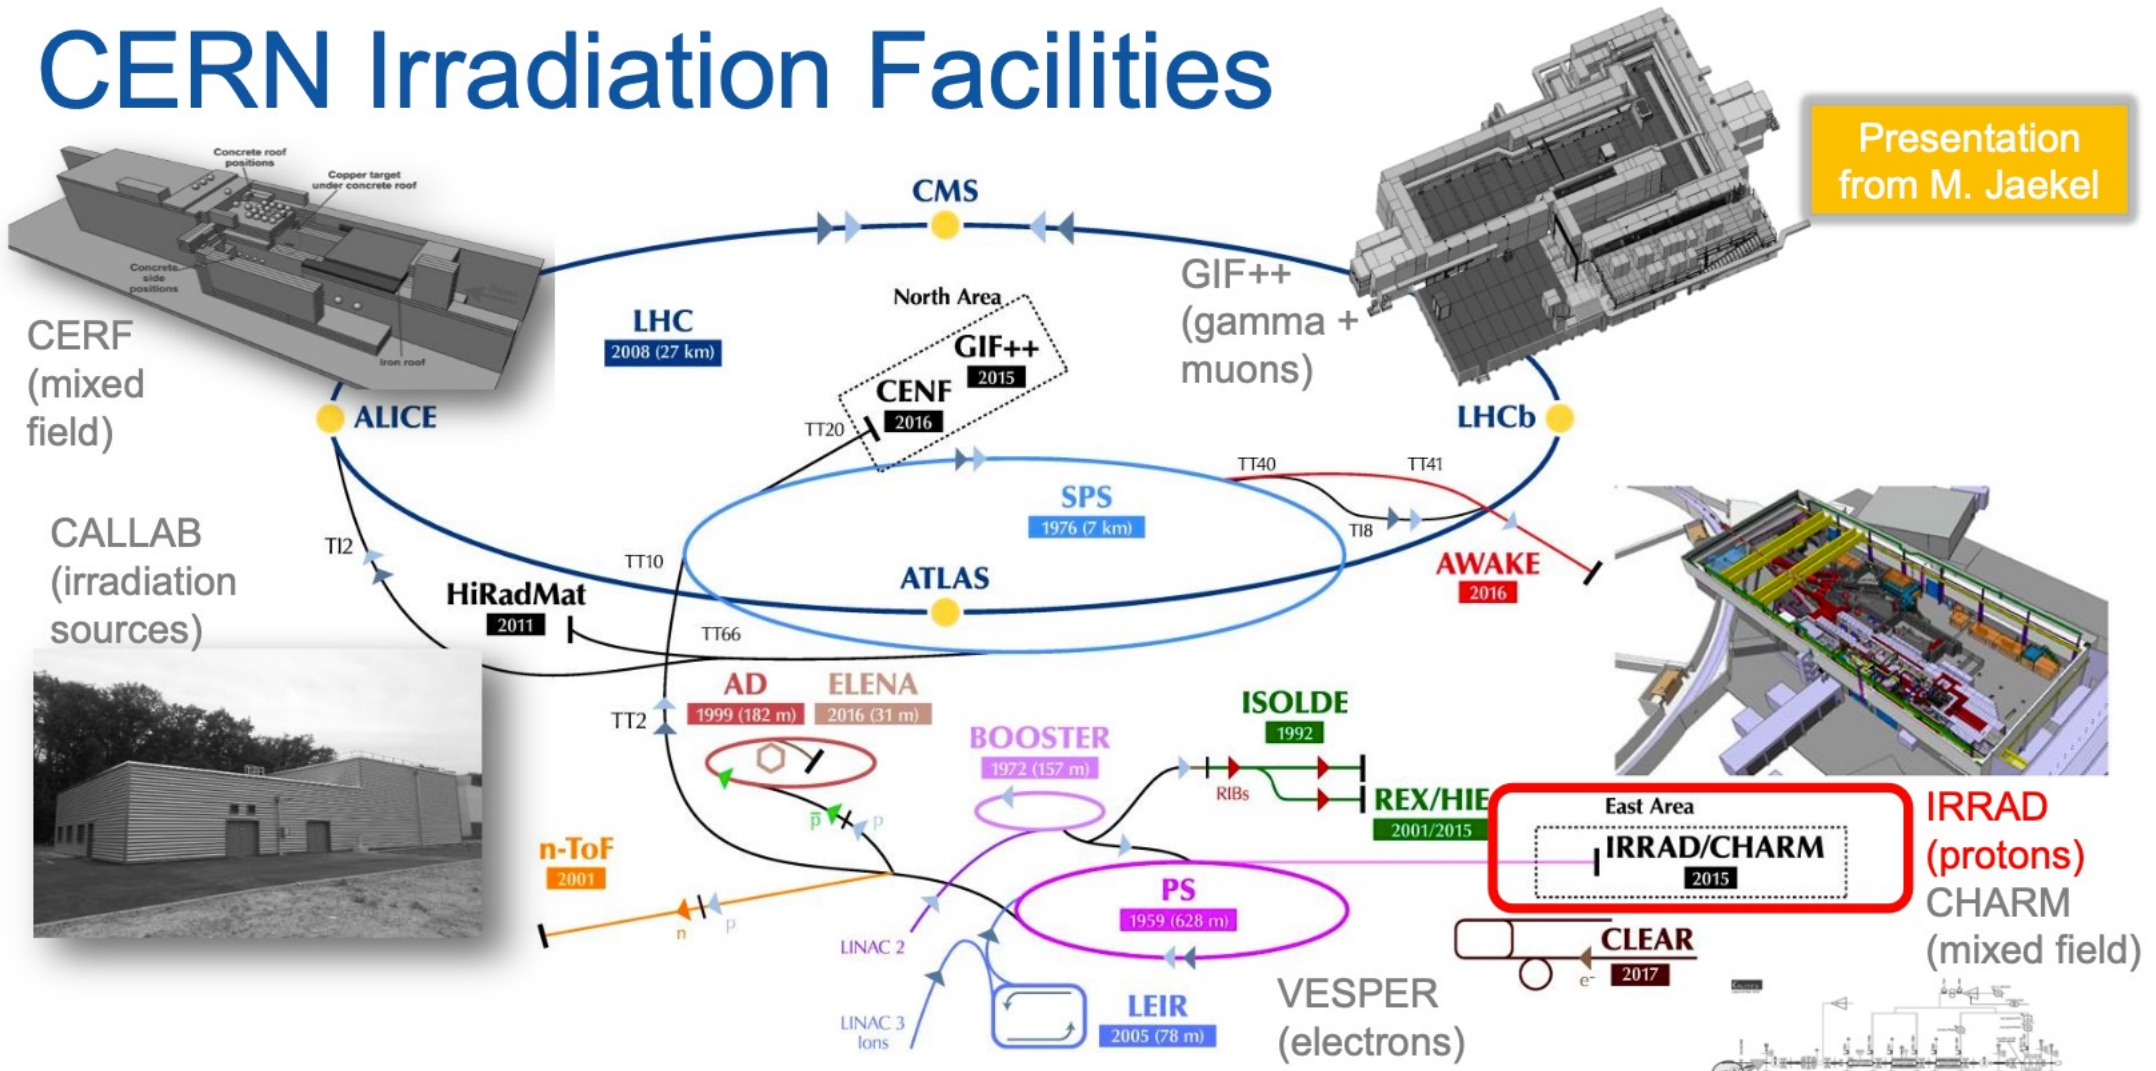 CERN Irradiation Facilities
Presentation
from M. Jaekel
Concrete roof
positions
Copper target
under concrete roof
Concrete
side
positions
Iron roof
CERF
(mixed
field)
CMS
GIF++
(gamma +
muons)
North Area
LHC
2008 (27 km)
GIF++
2015
CENF
2016
TT20
ALICE
LHCb
TT40
TT41
SPS
1976 (7 km)
TI8
CALLAB
(irradiation
sources)
TI2
TT10
HiRadMat
2011
ATLAS
AWAKE
2016
TT66
AD
1999 (182 m)
ELENA
2016 (31 m)
TT2
ISOLDE
1992
BOOSTER
1972 (157 m)
RIBs
REX/HIE
2001/2015
East Area
IRRAD/CHARM
2015
IRRAD
(protons)
CHARM
(mixed field)
p̅
p
n-ToF
2001
n
p
PS
1959 (628 m)
LINAC 2
CLEAR
2017
e-
LINAC 3
Ions
LEIR
2005 (78 m)
VESPER
(electrons)